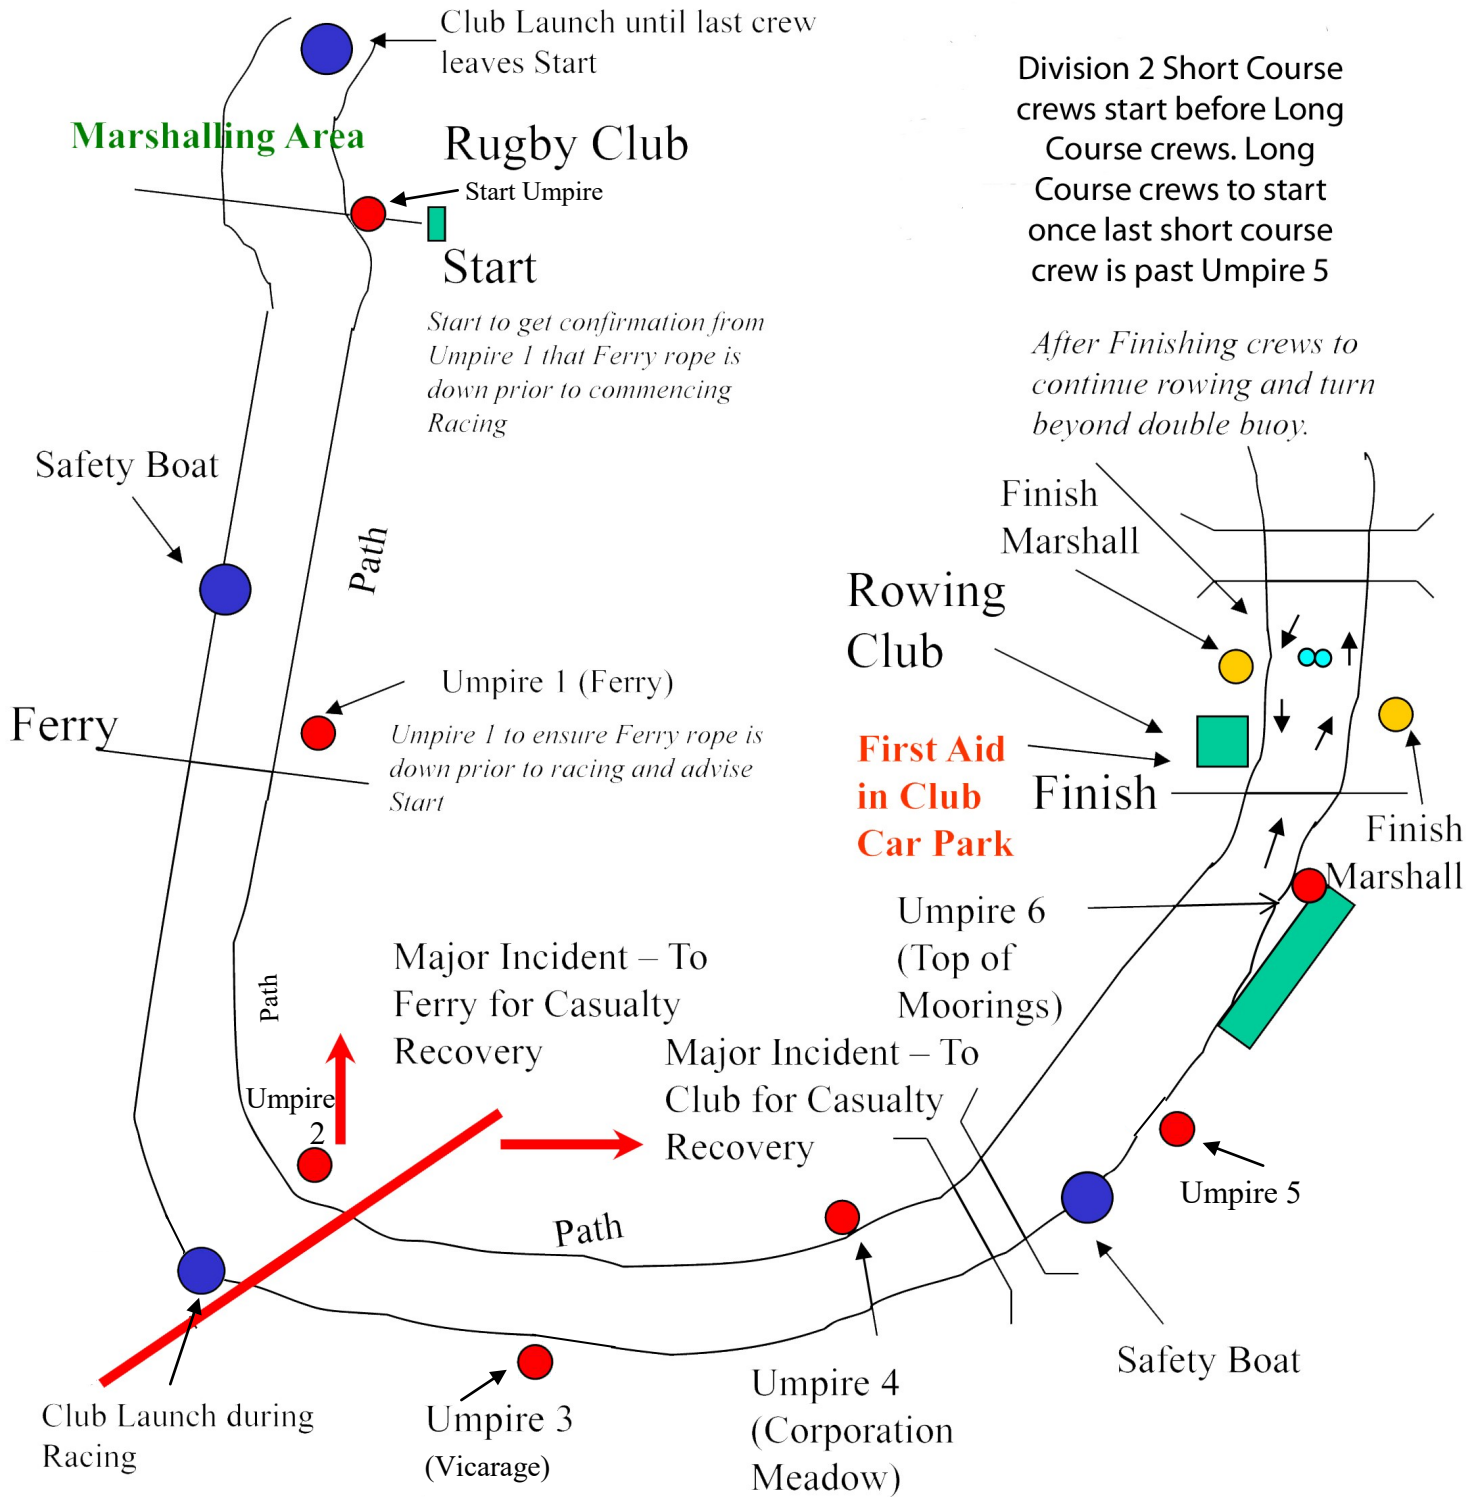 Club Launch until last crew
leaves Start
Marshalling Area
Rugby Club
Start Umpire
Start
Start to get confirmation from
Umpire 1 that Ferry rope is
down prior to commencing
Racing
Division 2 Short Course
crews start before Long
Course crews. Long
Course crews to start
once last short course
crew is past Umpire 5
After Finishing crews to
continue rowing and turn
beyond double buoy.
Safety Boat
Path
Finish
Marshall
Rowing
Club
Umpire 1 (Ferry)
Ferry
Umpire 1 to ensure Ferry rope is
down prior to racing and advise
Start
First Aid
in Club
Car Park
Finish
Finish
Marshall
Umpire 6
(Top of
Moorings)
Major Incident – To
Ferry for Casualty
Recovery
Path
Major Incident – To
Club for Casualty
Recovery
Umpire
2
Path
Umpire 5
Safety Boat
Umpire 4
(Corporation
Meadow)
Umpire 3
(Vicarage)
Club Launch during
Racing